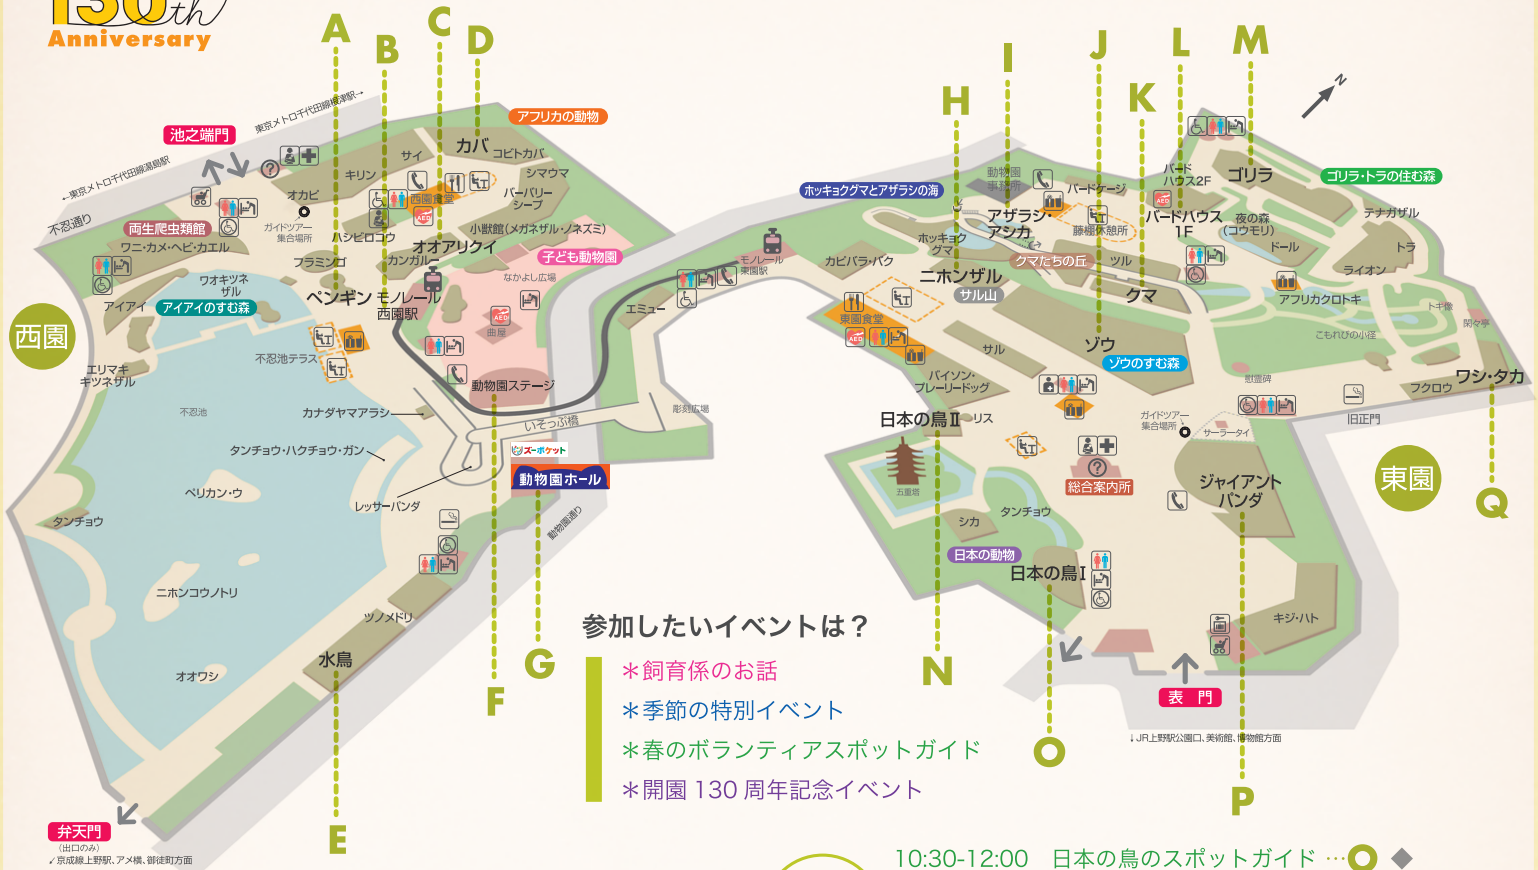 130th
Anniversary
A
B
C
D
H
I
J
K
L
M
N
東京メトロ千代田線根津駅→
←東京メトロ千代田線湯島駅
池之端門
不忍通り
アフリカの動物
カバ
コビトカバ
サイ
キリン
シマウマ
バーバリー
シープ
オカピ
西園食堂
AED
ガイドツアー
集合場所
両生爬虫類館
ワニ・カメ・ヘビ・カエル
ハシビロコウ
オオアリクイ
小獣館(メガネザル・ノネズミ)
カンガルー
フラミンゴ
子ども動物園
なかよし広場
ワオキツネ
ザル
アイアイ
アイアイのすむ森
ペンギン
モノレール
西園駅
AED
曲屋
西園
不忍池テラス
エリマキ
キツネザル
動物園ステージ
不忍池
カナダヤマアラシ
いそっぷ橋
彫刻広場
タンチョウ・ハクチョウ・ガン
ズーポケット
動物園ホール
ペリカン・ウ
レッサーパンダ
タンチョウ
動物園通り
ニホンコウノトリ
ツノメドリ
水鳥
オオワシ
弁天門
(出口のみ)
↙京成線上野駅、アメ横、御徒町方面
E
F
G
ホッキョクグマとアザラシの海
動物園
事務所
バードケージ
バード
ハウス2F
ゴリラ
ゴリラ・トラの住む森
アザラシ・
アシカ
藤棚休憩所
AED
バードハウス
1F
夜の森
(コウモリ)
テナガザル
ホッキョク
グマ
クマたちの丘
ツル
ドール
トラ
モノレール
東園駅
カピバラ・バク
ニホンザル
サル山
クマ
ライオン
アフリカクロトキ
エミュー
東園食堂
AED
トキ像
閑々亭
こもれびの小径
サル
ゾウ
ゾウのすむ森
バイソン・
プレーリードッグ
慰霊碑
フクロウ
ワシ・タカ
日本の鳥Ⅱ
リス
ガイドツアー
集合場所
サーラータイ
旧正門
東園
五重塔
総合案内所
ジャイアント
パンダ
Q
シカ
タンチョウ
日本の動物
日本の鳥Ⅰ
キジ・ハト
表 門
↓JR上野駅公園口、美術館、博物館方面
O
P
参加したいイベントは？
＊飼育係のお話
＊季節の特別イベント
＊春のボランティアスポットガイド
＊開園130周年記念イベント
10:30-12:00 日本の鳥のスポットガイド …O ◆